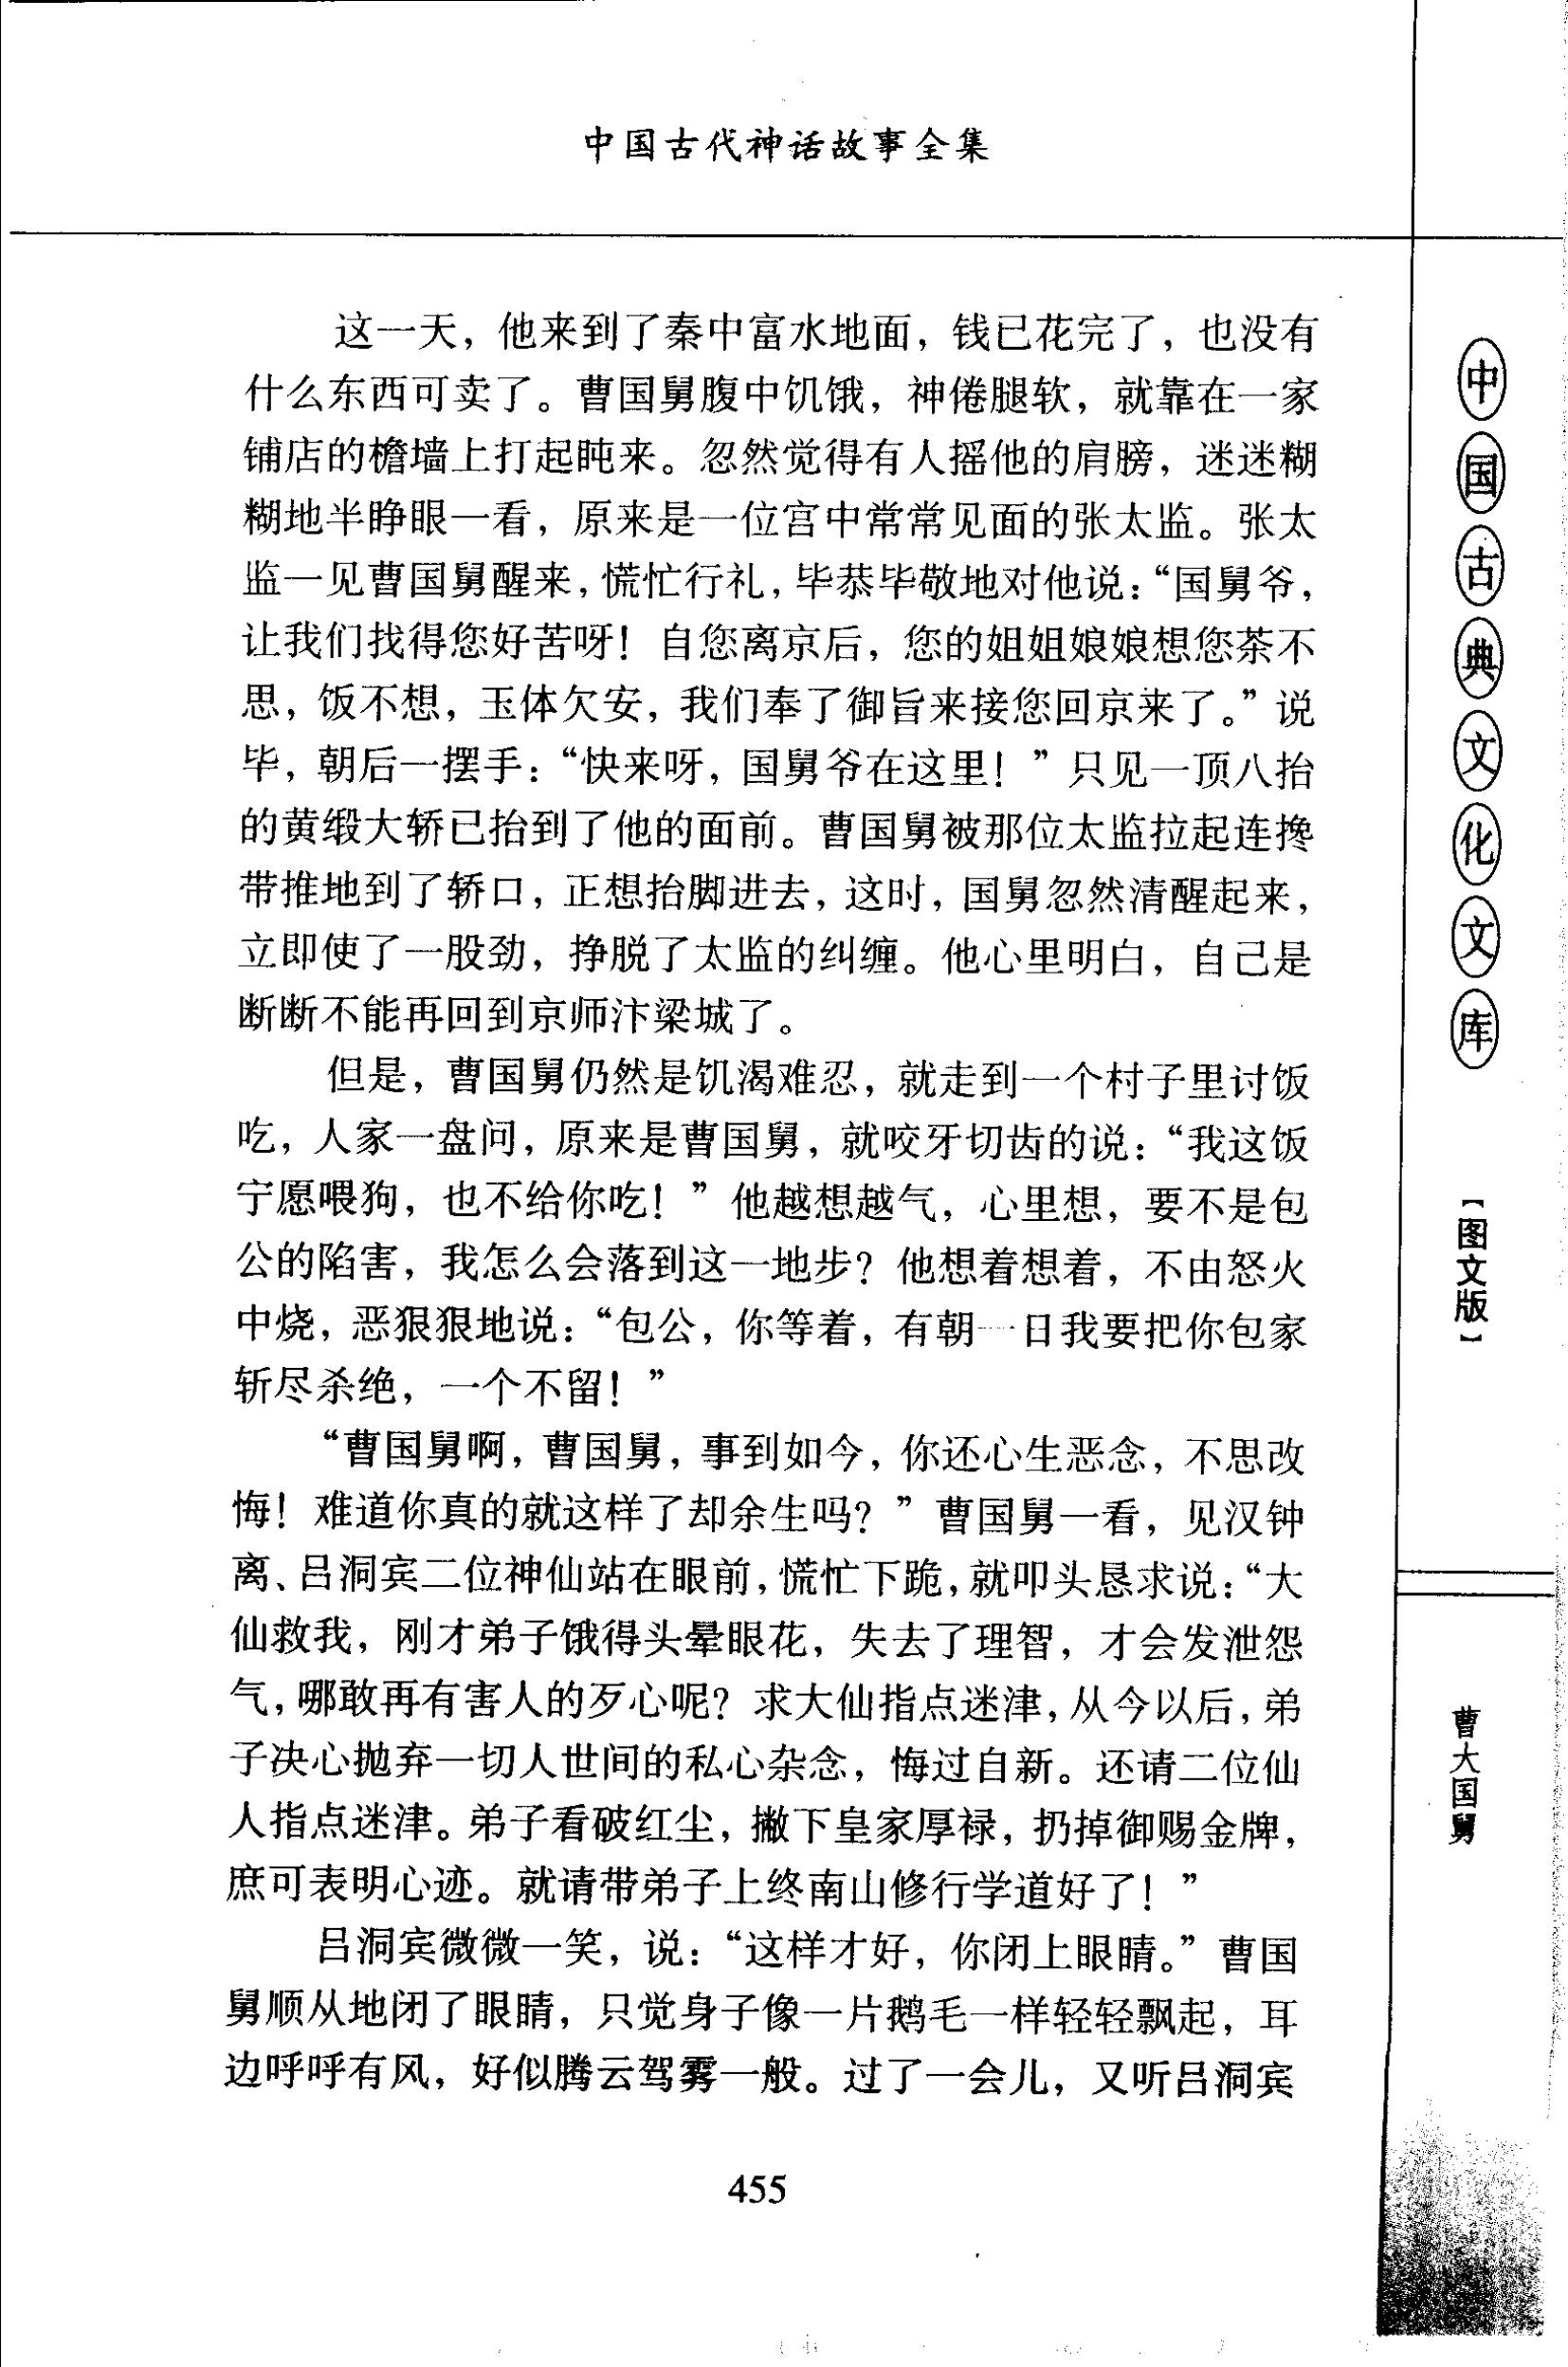 中国古代神话故事全集
这一天，他来到了秦中富水地面，钱已花完了，也没有
什么东西可卖了。曹国舅腹中饥饿，神倦腿软，就靠在一家
铺店的檐墙上打起盹来。忽然觉得有人摇他的肩膀，迷迷糊
糊地半睁眼一看，原来是一位宫中常常见面的张太监。张太
监一见曹国舅醒来，慌忙行礼，毕恭毕敬地对他说：“国舅爷，
让我们找得您好苦呀！自您离京后，您的姐姐娘娘想您茶不
思，饭不想，玉体欠安，我们奉了御旨来接您回京来了。”说
毕，朝后一摆手：“快来呀，国舅爷在这里！”只见一顶八抬
的黄缎大轿已抬到了他的面前。曹国舅被那位太监拉起连搀
带推地到了轿口，正想抬脚进去，这时，国舅忽然清醒起来，
立即使了一股劲，挣脱了太监的纠缠。他心里明白，自己是
断断不能再回到京师汴梁城了。
但是，曹国舅仍然是饥渴难忍，就走到一个村子里讨饭
吃，人家一盘问，原来是曹国舅，就咬牙切齿的说：“我这饭
宁愿喂狗，也不给你吃！”他越想越气，心里想，要不是包
公的陷害，我怎么会落到这一地步？他想着想着，不由怒火
中烧，恶狠狠地说：“包公，你等着，有朝一日我要把你包家
斩尽杀绝，一个不留！”
“曹国舅啊，曹国舅，事到如今，你还心生恶念，不思改
悔！难道你真的就这样了却余生吗？”曹国舅一看，见汉钟
离、吕洞宾二位神仙站在眼前，慌忙下跪，就叩头恳求说：“大
仙救我，刚才弟子饿得头晕眼花，失去了理智，才会发泄怨
气，哪敢再有害人的歹心呢？求大仙指点迷津，从今以后，弟
子决心抛弃一切人世间的私心杂念，悔过自新。还请二位仙
人指点迷津。弟子看破红尘，撇下皇家厚禄，扔掉御赐金牌，
庶可表明心迹。就请带弟子上终南山修行学道好了！”
吕洞宾微微一笑，说：“这样才好，你闭上眼睛。”曹国
舅顺从地闭了眼睛，只觉身子像一片鹅毛一样轻轻飘起，耳
边呼呼有风，好似腾云驾雾一般。过了一会儿，又听吕洞宾
455
中国古典文化文库
【图文版】
曹大国舅